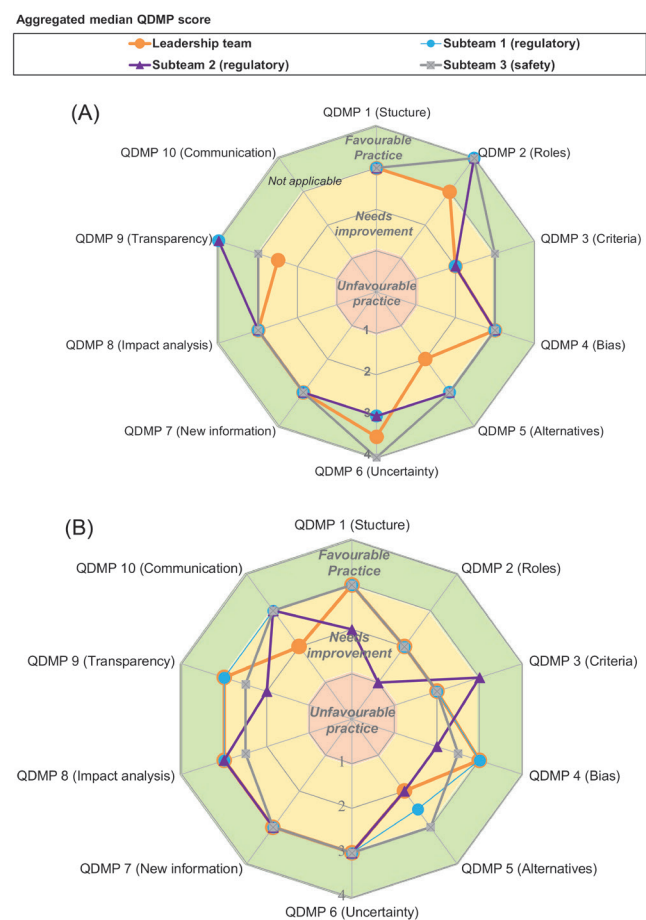 Aggregated median QDMP score
Leadership team
Subteam 1 (regulatory)
Subteam 2 (regulatory)
Subteam 3 (safety)
(A)
QDMP 1 (Stucture)
QDMP 10 (Communication)
QDMP 2 (Roles)
Favourable
Practice
Not applicable
QDMP 9 (Transparency)
QDMP 3 (Criteria)
Needs
improvement
Unfavourable
practice
QDMP 8 (Impact analysis)
QDMP 4 (Bias)
1
2
3
4
QDMP 7 (New information)
QDMP 5 (Alternatives)
QDMP 6 (Uncertainty)
(B)
QDMP 1 (Stucture)
QDMP 10 (Communication)
QDMP 2 (Roles)
Favourable
Practice
QDMP 9 (Transparency)
QDMP 3 (Criteria)
Needs
improvement
Unfavourable
practice
QDMP 8 (Impact analysis)
QDMP 4 (Bias)
1
2
3
4
QDMP 7 (New information)
QDMP 5 (Alternatives)
QDMP 6 (Uncertainty)